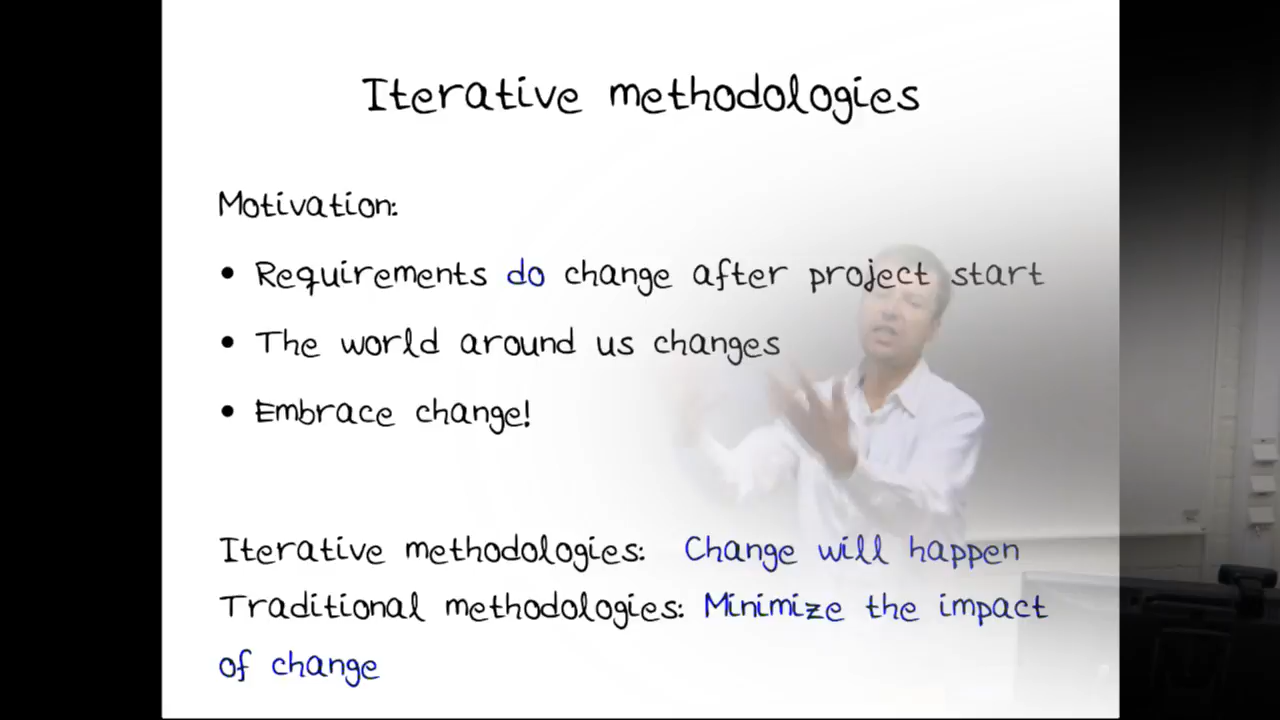 Iterative methodologies
Motivation:
• Requirements do change after project start
• The world around us changes
• Embrace change!
Iterative methodologies: Change will happen
Traditional methodologies: Minimize the impact
of change